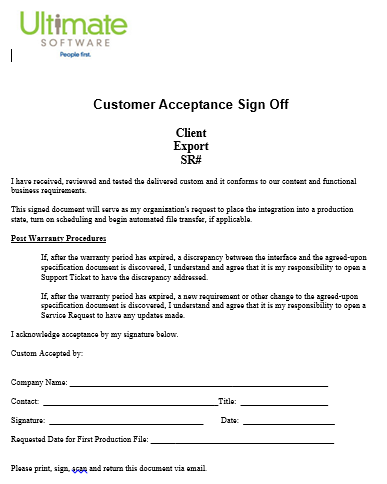 Ultimate
SOFTWARE
People first.
Customer Acceptance Sign Off
Client
Export
SR#
I have received, reviewed and tested the delivered custom and it conforms to our content and functional
business requirements.
This signed document will serve as my organization's request to place the integration into a production
state, turn on scheduling and begin automated file transfer, if applicable.
Post Warranty Procedures
If, after the warranty period has expired, a discrepancy between the interface and the agreed-upon
specification document is discovered, I understand and agree that it is my responsibility to open a
Support Ticket to have the discrepancy addressed.
If, after the warranty period has expired, a new requirement or other change to the agreed-upon
specification document is discovered, I understand and agree that it is my responsibility to open a
Service Request to have any updates made.
I acknowledge acceptance by my signature below.
Custom Accepted by:
Company Name:
Contact: Title:
Signature: Date:
Requested Date for First Production File:
Please print, sign, scan and return this document via email.